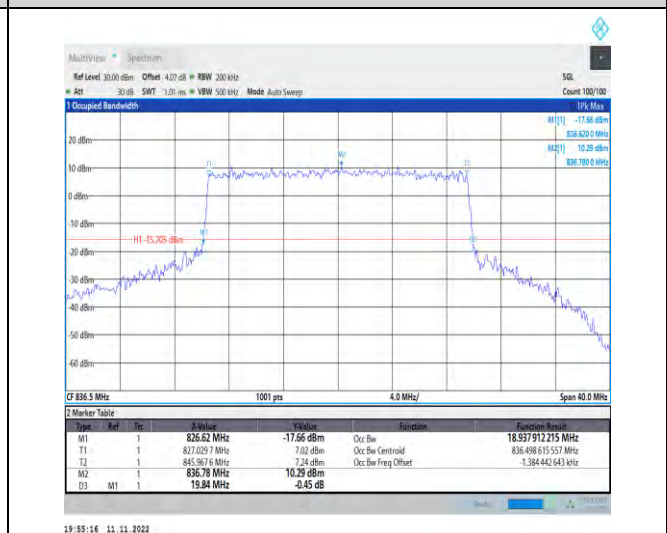 MultiView Spectrum
Ref Level 30.00 dBm Offset 4.07 dB RBW 200 kHz SGL
Att 30 dB SWT 1.01 ms VBW 500 kHz Mode Auto Sweep Count 100/100
1 Occupied Bandwidth 1Pk Max
M1[1] -17.66 dBm
826.6200 MHz
M2[1] 10.29 dBm
836.7800 MHz
20 dBm
M2
T1 T2
10 dBm
0 dBm
-10 dBm
M1
H1 -15.705 dBm
-20 dBm
-30 dBm
-40 dBm
-50 dBm
-60 dBm
CF 836.5 MHz 1001 pts 4.0 MHz/ Span 40.0 MHz
2 Marker Table
Type Ref Trc X-Value Y-Value Function Function Result
M1 1 826.62 MHz -17.66 dBm Occ Bw 18.937 912 215 MHz
T1 1 827.029 7 MHz 7.02 dBm Occ Bw Centroid 836.498 615 557 MHz
T2 1 845.967 6 MHz 7.24 dBm Occ Bw Freq Offset -1.384 442 643 kHz
M2 1 836.78 MHz 10.29 dBm
D3 M1 1 19.84 MHz -0.45 dB
19:55:16 11.11.2022